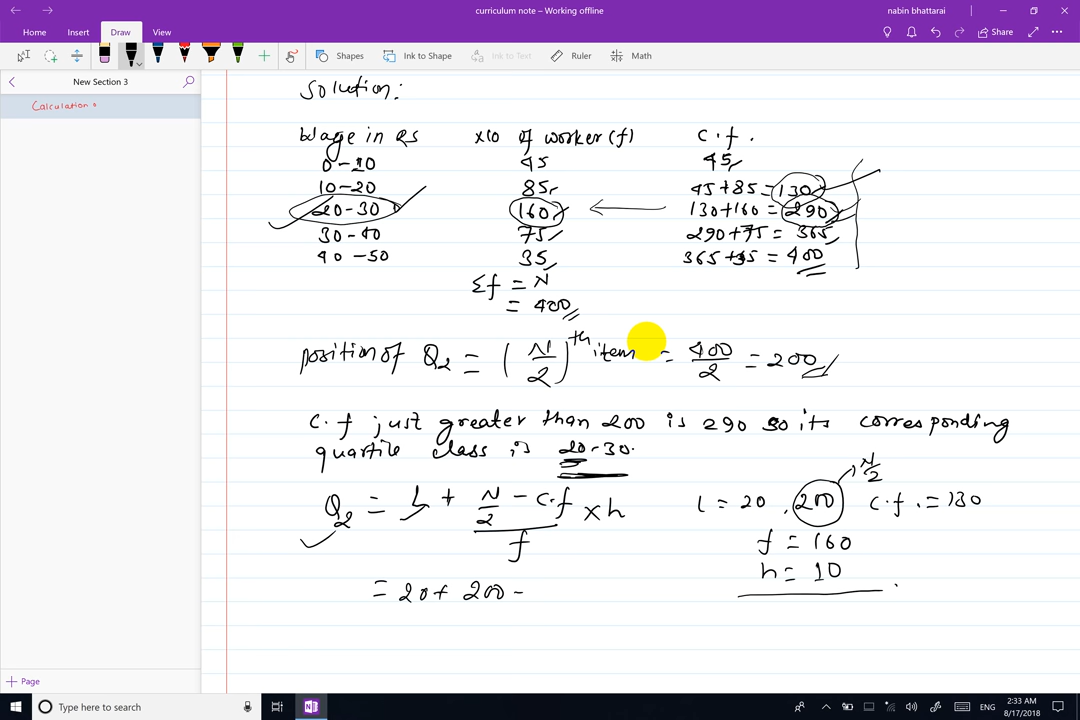 curriculum note – Working offline
nabin bhattarai
Home Insert Draw View
Share
Shapes Ink to Shape Ink to Text Ruler Math
New Section 3
Calculation
Solution:
Wage in RS No of worker (f) c.f.
0-10 45 45
10-20 85 45+85=130
20-30 160 130+160=290
30-40 75 290+75=365
40-50 35 365+35=400
Σf = N
= 400
position of Q2 = (N/2)th item = 400/2 = 200
C.f just greater than 200 is 290 so its corresponding
quartile class is 20-30.
N/2
Q2 = L + N/2 - c.f/f × h l = 20, 200 c.f. = 130
f = 160
h = 10
= 20 + 200 -
+ Page
Type here to search
ENG
2:33 AM
8/17/2018